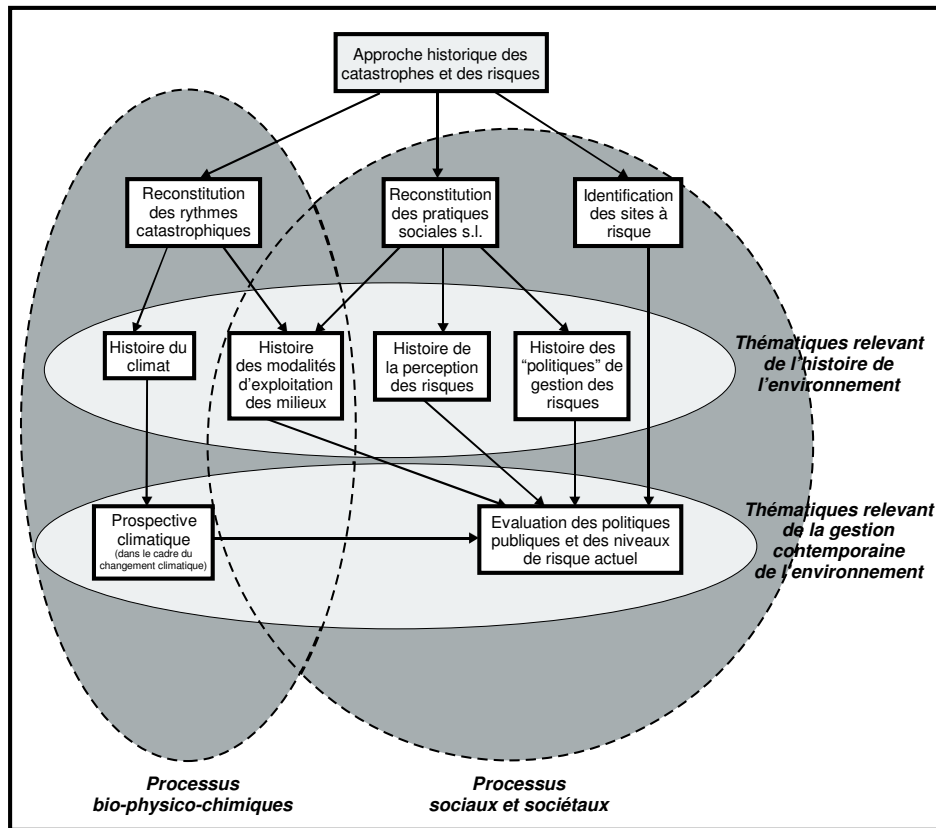 Approche historique des
catastrophes et des risques
Reconstitution
des rythmes
catastrophiques
Reconstitution
des pratiques
sociales s.l.
Identification
des sites à
risque
Histoire du
climat
Histoire
des modalités
d'exploitation
des milieux
Histoire de
la perception
des risques
Histoire des
“politiques” de
gestion des
risques
Thématiques relevant
de l'histoire de
l'environnement
Prospective
climatique
(dans le cadre du
changement climatique)
Evaluation des politiques
publiques et des niveaux
de risque actuel
Thématiques relevant
de la gestion
contemporaine
de l'environnement
Processus
bio-physico-chimiques
Processus
sociaux et sociétaux